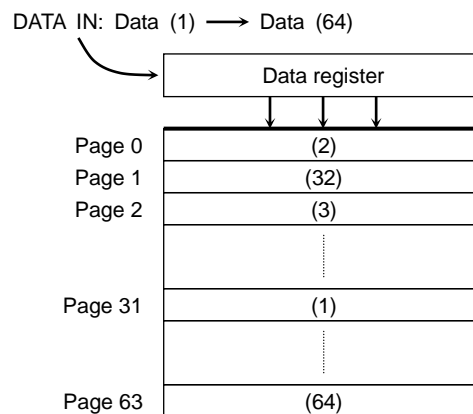 DATA IN: Data (1) ⟶ Data (64)
Data register
Page 0 (2)
Page 1 (32)
Page 2 (3)
Page 31 (1)
Page 63 (64)